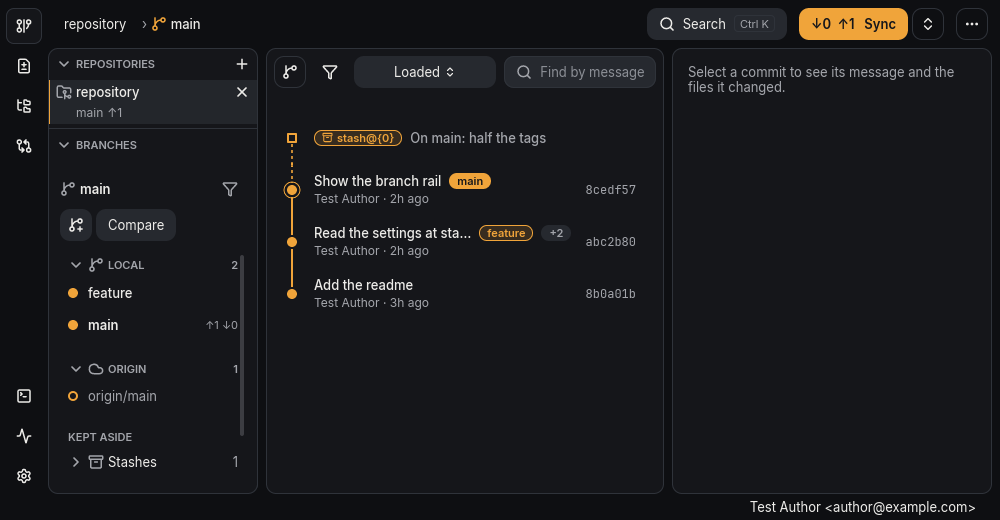 repository › main
Search Ctrl K
↓0 ↑1 Sync
REPOSITORIES
repository
main ↑1
BRANCHES
main
Compare
LOCAL 2
feature
main ↑1 ↓0
ORIGIN 1
origin/main
KEPT ASIDE
Stashes 1
Loaded
Find by message
stash@{0} On main: half the tags
Show the branch rail main
Test Author · 2h ago
8cedf57
Read the settings at sta... feature +2
Test Author · 2h ago
abc2b80
Add the readme
Test Author · 3h ago
8b0a01b
Select a commit to see its message and the
files it changed.
Test Author <author@example.com>